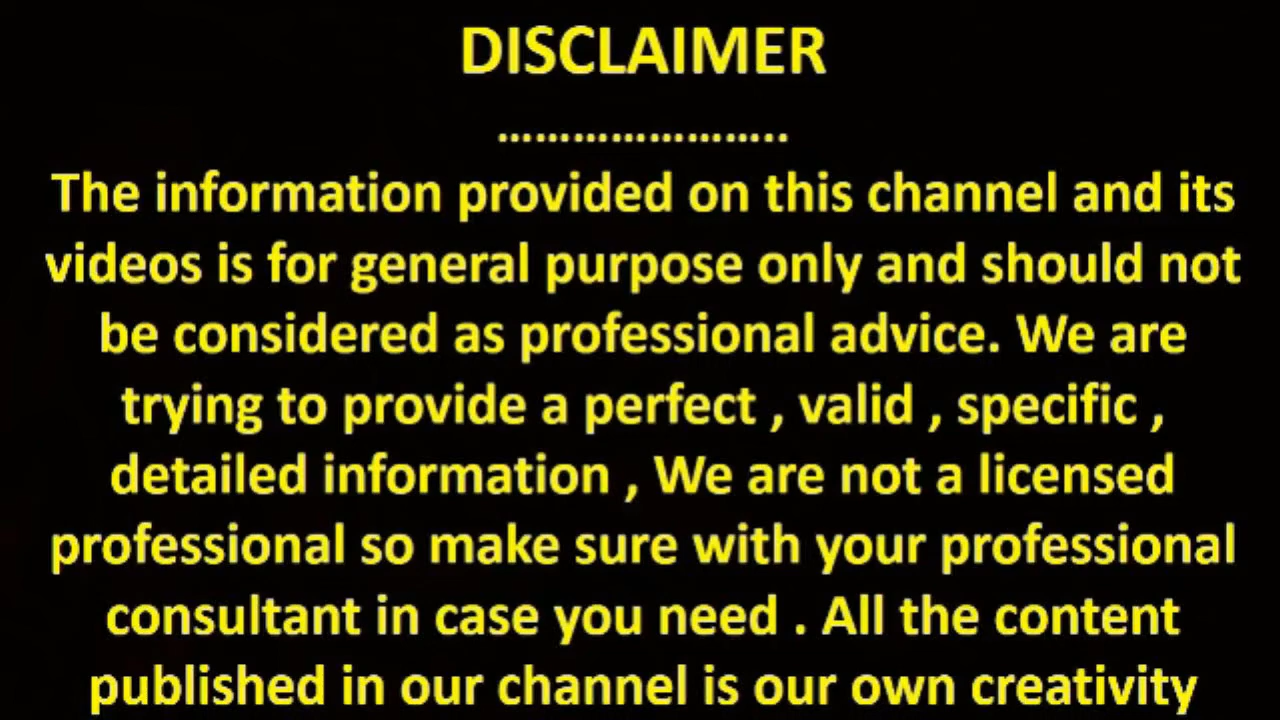 DISCLAIMER
……………………..
The information provided on this channel and its
videos is for general purpose only and should not
be considered as professional advice. We are
trying to provide a perfect , valid , specific ,
detailed information , We are not a licensed
professional so make sure with your professional
consultant in case you need . All the content
published in our channel is our own creativity